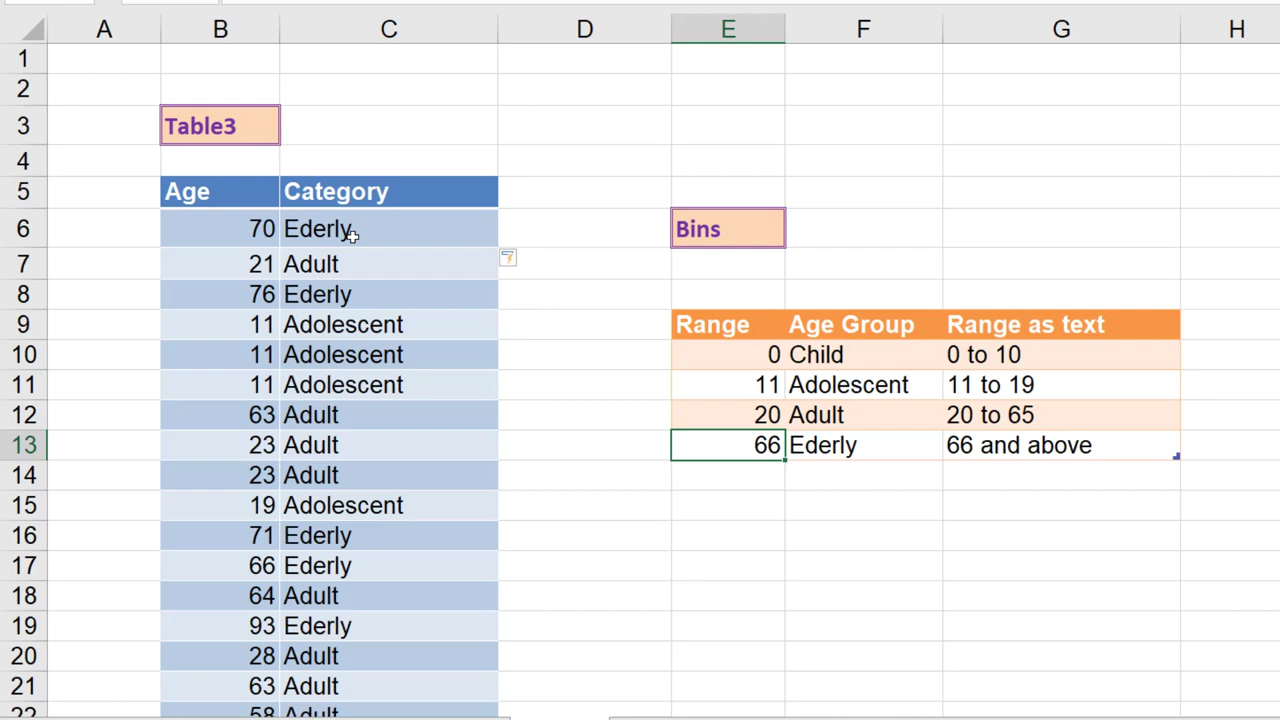 A B C D E F G H
1
2
3 Table3
4
5 Age Category
6 70 Ederly Bins
7 21 Adult
8 76 Ederly
9 11 Adolescent Range Age Group Range as text
10 11 Adolescent 0 Child 0 to 10
11 11 Adolescent 11 Adolescent 11 to 19
12 63 Adult 20 Adult 20 to 65
13 23 Adult 66 Ederly 66 and above
14 23 Adult
15 19 Adolescent
16 71 Ederly
17 66 Ederly
18 64 Adult
19 93 Ederly
20 28 Adult
21 63 Adult
22 58 Adult